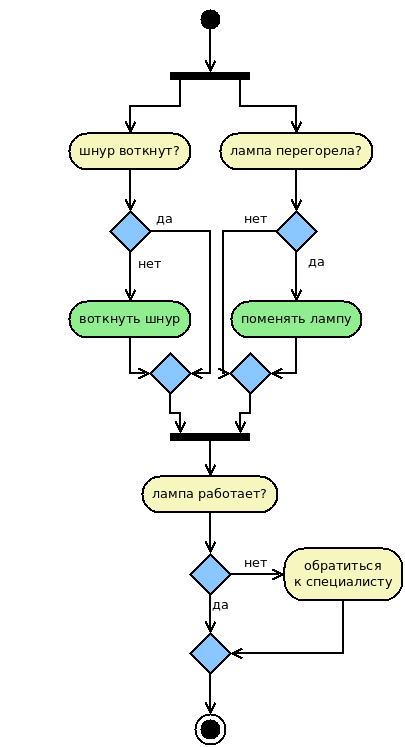 шнур воткнут?
лампа перегорела?
да
нет
нет
да
воткнуть шнур
поменять лампу
лампа работает?
нет
обратиться
к специалисту
да